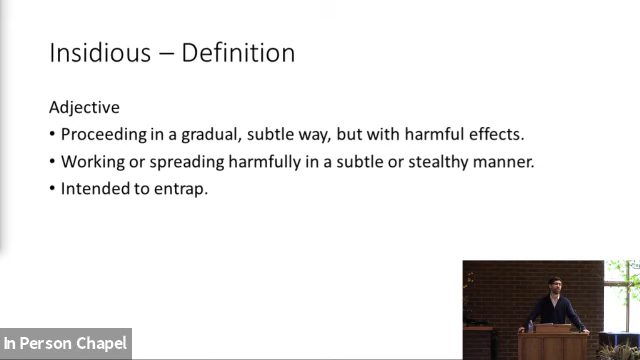 Insidious – Definition
Adjective
• Proceeding in a gradual, subtle way, but with harmful effects.
• Working or spreading harmfully in a subtle or stealthy manner.
• Intended to entrap.
In Person Chapel